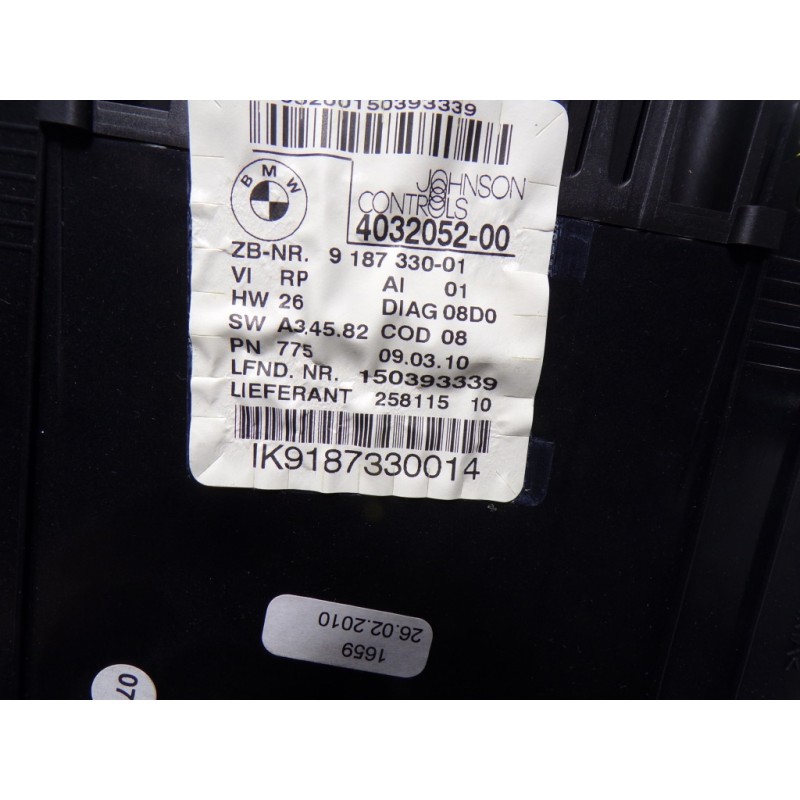 BMW
JOHNSON
CONTROLS
4032052-00
ZB-NR. 9 187 330-01
VI RP AI 01
HW 26 DIAG 08D0
SW A3.45.82 COD 08
PN 775 09.03.10
LFND. NR. 150393339
LIEFERANT 258115 10
IK9187330014
1659
26.02.2010
07